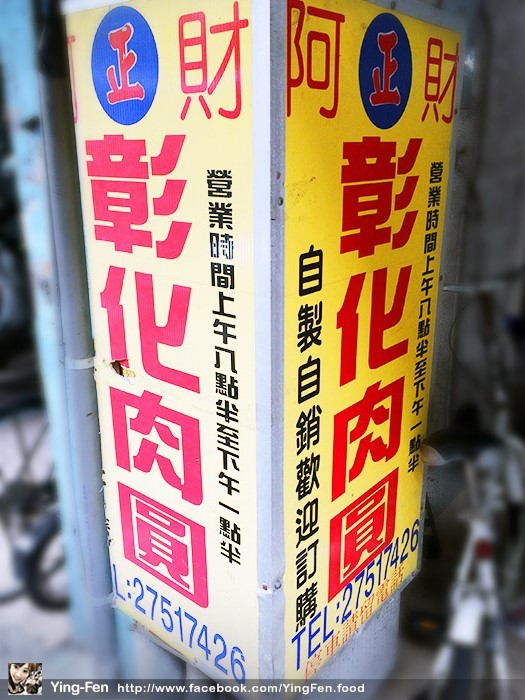 正 財
彰化肉圓
營業時間上午八點半至下午一點半
L:27517426
阿 正 財
彰化肉圓
營業時間上午八點半至下午一點半
自製自銷歡迎訂購
TEL:27517426
Ying-Fen http://www.facebook.com/YingFen.food